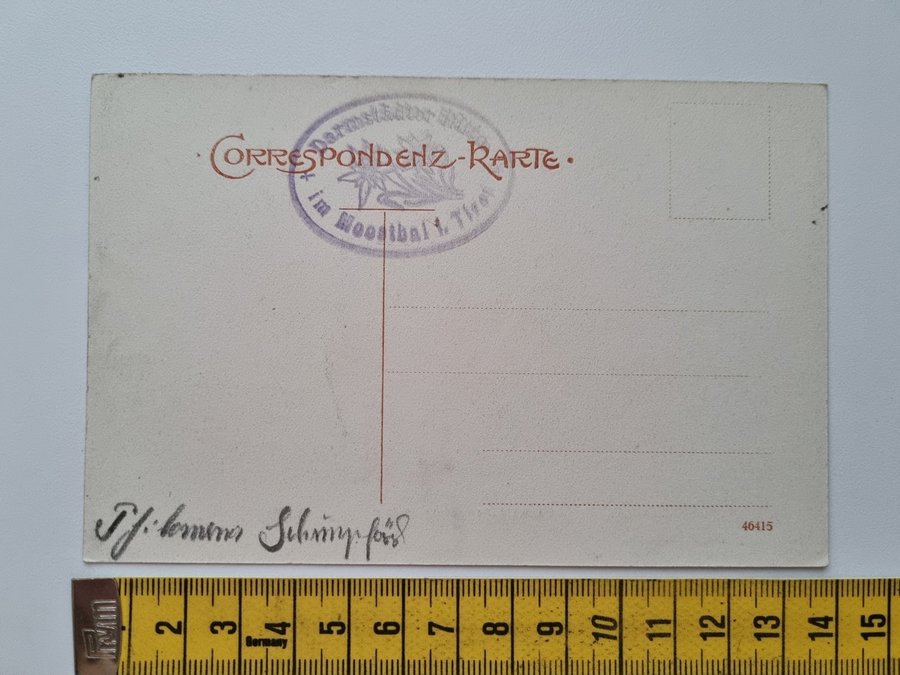 · CORRESPONDENZ-KARTE ·
Darmstädter Hütte
im Moosthal i. Tirol
46415
2 3 4 5 6 7 8 9 10 11 12 13 14 15
Germany